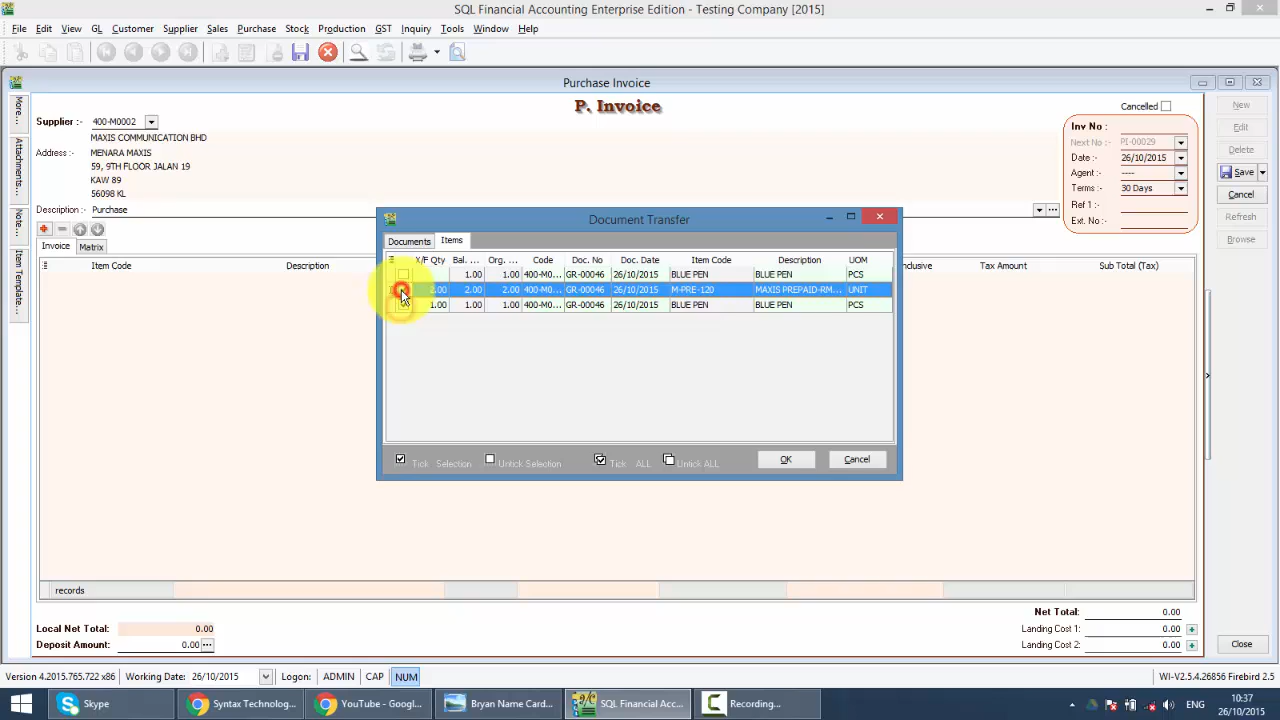 SQL Financial Accounting Enterprise Edition - Testing Company [2015]
File Edit View GL Customer Supplier Sales Purchase Stock Production GST Inquiry Tools Window Help
Purchase Invoice
P. Invoice
Cancelled
More...
Attachments...
Note...
Item Template...
Supplier :- 400-M0002
MAXIS COMMUNICATION BHD
Address :- MENARA MAXIS
59, 9TH FLOOR JALAN 19
KAW 89
56098 KL
Description :- Purchase
Inv No :
Next No :- PI-00029
Date :- 26/10/2015
Agent :- ----
Terms :- 30 Days
Ref 1 :-
Ext. No :-
New
Edit
Delete
Save
Cancel
Refresh
Browse
Invoice Matrix
Item Code Description Tax Amount Sub Total (Tax)
Document Transfer
Documents Items
X/F Qty Bal. ... Org. ... Code Doc. No Doc. Date Item Code Description UOM
1.00 1.00 400-M0... GR-00046 26/10/2015 BLUE PEN BLUE PEN PCS
2.00 2.00 2.00 400-M0... GR-00046 26/10/2015 M-PRE-120 MAXIS PREPAID-RM... UNIT
1.00 1.00 1.00 400-M0... GR-00046 26/10/2015 BLUE PEN BLUE PEN PCS
Tick Selection Untick Selection Tick ALL Untick ALL OK Cancel
records
Net Total: 0.00
Local Net Total: 0.00
Landing Cost 1: 0.00
Deposit Amount: 0.00
Landing Cost 2: 0.00
Close
Version 4.2015.765.722 x86 Working Date: 26/10/2015 Logon: ADMIN CAP NUM WI-V2.5.4.26856 Firebird 2.5
Skype Syntax Technolog... YouTube - Googl... Bryan Name Card... SQL Financial Acc... Recording...
10:37
26/10/2015